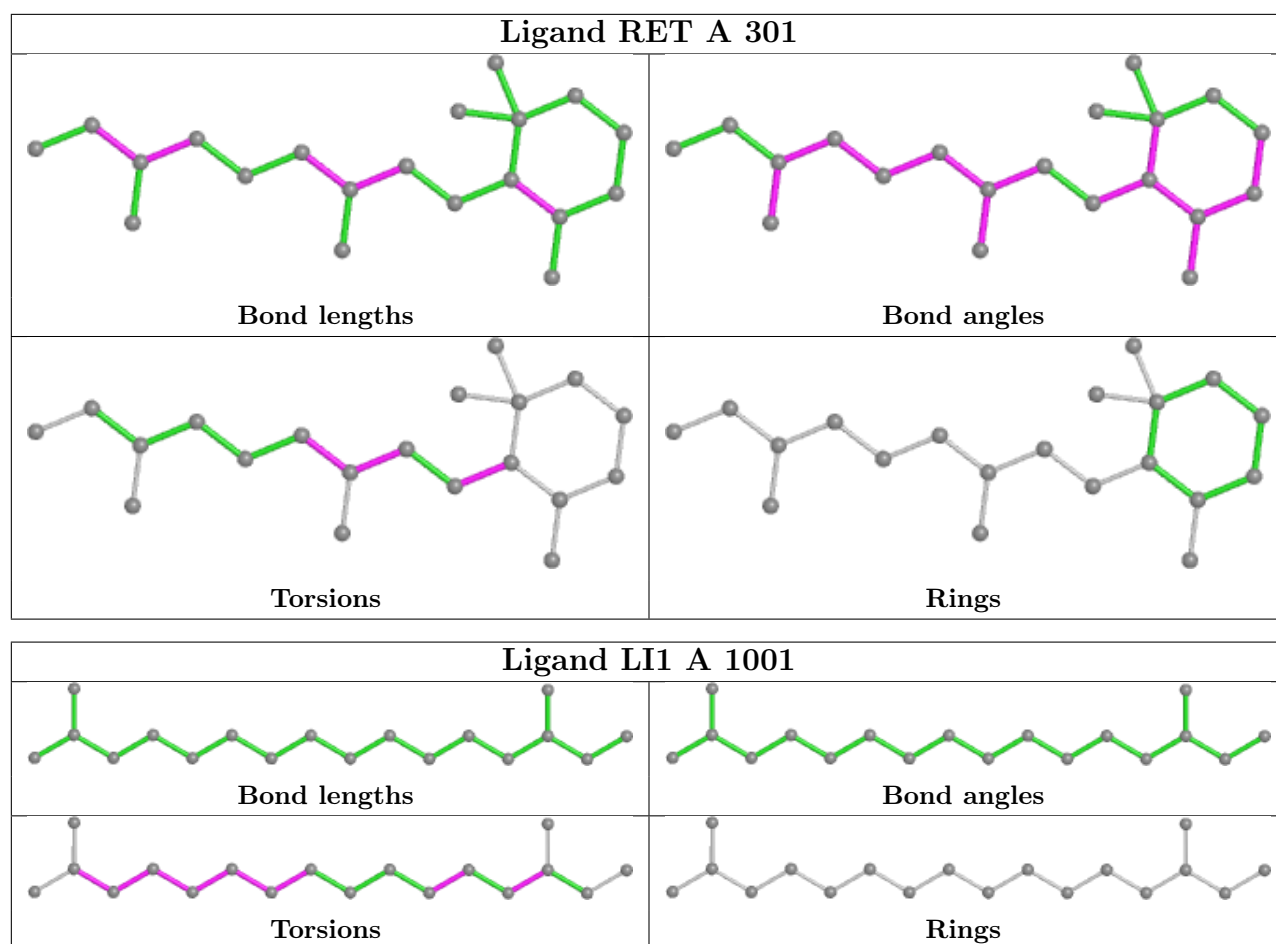 Ligand RET A 301
Bond lengths
Bond angles
Torsions
Rings
Ligand LI1 A 1001
Bond lengths
Bond angles
Torsions
Rings